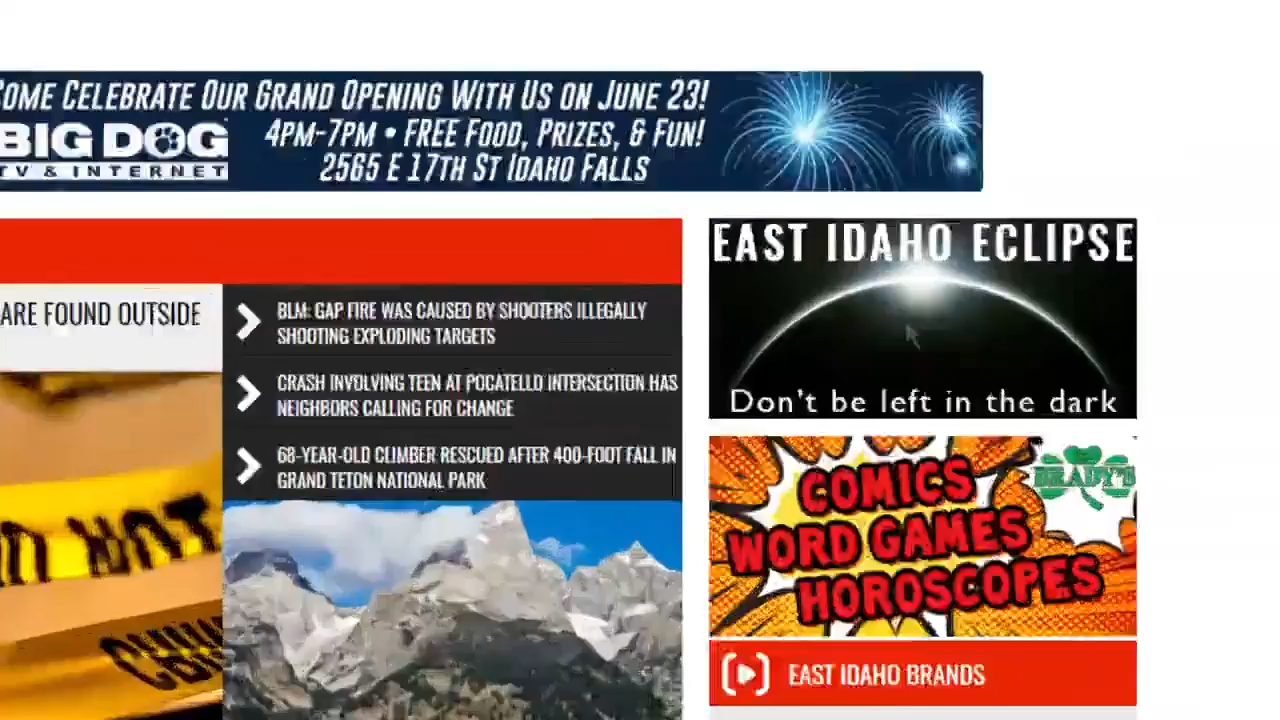 COME CELEBRATE OUR GRAND OPENING WITH US ON JUNE 23!
BIG DOG
TV & INTERNET
4PM-7PM • FREE FOOD, PRIZES, & FUN!
2565 E 17TH ST IDAHO FALLS
ARE FOUND OUTSIDE
BLM: GAP FIRE WAS CAUSED BY SHOOTERS ILLEGALLY
SHOOTING EXPLODING TARGETS
CRASH INVOLVING TEEN AT POCATELLO INTERSECTION HAS
NEIGHBORS CALLING FOR CHANGE
68-YEAR-OLD CLIMBER RESCUED AFTER 400-FOOT FALL IN
GRAND TETON NATIONAL PARK
NOT
EAST IDAHO ECLIPSE
Don't be left in the dark
COMICS
WORD GAMES
HOROSCOPES
BRADY'S
EAST IDAHO BRANDS